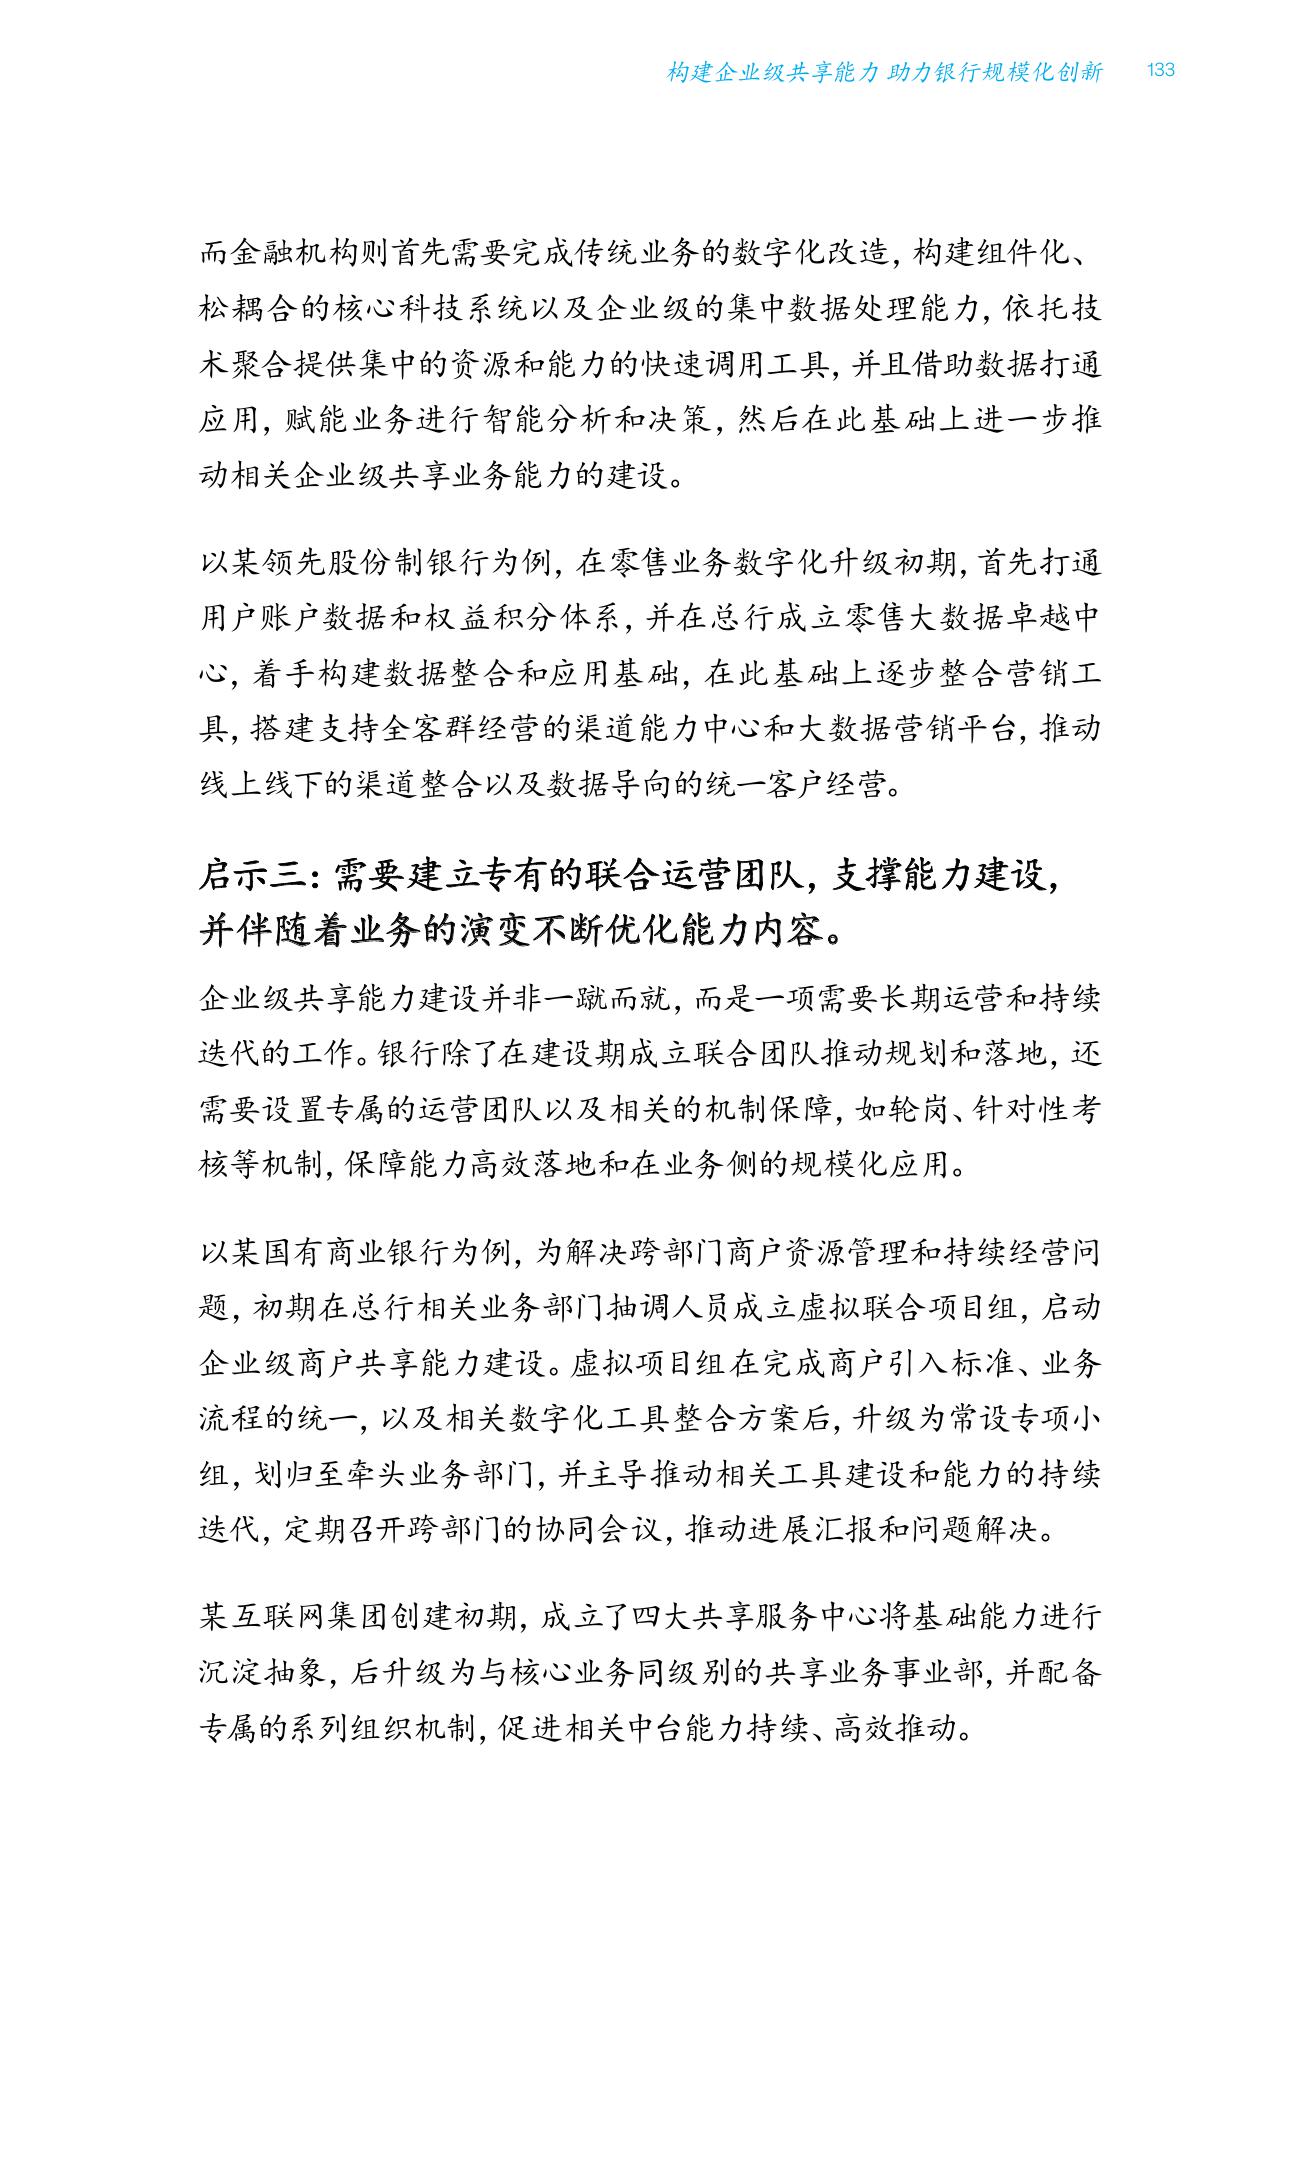 构建企业级共享能力 助力银行规模化创新 133
而金融机构则首先需要完成传统业务的数字化改造，构建组件化、
松耦合的核心科技系统以及企业级的集中数据处理能力，依托技
术聚合提供集中的资源和能力的快速调用工具，并且借助数据打通
应用，赋能业务进行智能分析和决策，然后在此基础上进一步推
动相关企业级共享业务能力的建设。
以某领先股份制银行为例，在零售业务数字化升级初期，首先打通
用户账户数据和权益积分体系，并在总行成立零售大数据卓越中
心，着手构建数据整合和应用基础，在此基础上逐步整合营销工
具，搭建支持全客群经营的渠道能力中心和大数据营销平台，推动
线上线下的渠道整合以及数据导向的统一客户经营。
启示三：需要建立专有的联合运营团队，支撑能力建设，
并伴随着业务的演变不断优化能力内容。
企业级共享能力建设并非一蹴而就，而是一项需要长期运营和持续
迭代的工作。银行除了在建设期成立联合团队推动规划和落地，还
需要设置专属的运营团队以及相关的机制保障，如轮岗、针对性考
核等机制，保障能力高效落地和在业务侧的规模化应用。
以某国有商业银行为例，为解决跨部门商户资源管理和持续经营问
题，初期在总行相关业务部门抽调人员成立虚拟联合项目组，启动
企业级商户共享能力建设。虚拟项目组在完成商户引入标准、业务
流程的统一，以及相关数字化工具整合方案后，升级为常设专项小
组，划归至牵头业务部门，并主导推动相关工具建设和能力的持续
迭代，定期召开跨部门的协同会议，推动进展汇报和问题解决。
某互联网集团创建初期，成立了四大共享服务中心将基础能力进行
沉淀抽象，后升级为与核心业务同级别的共享业务事业部，并配备
专属的系列组织机制，促进相关中台能力持续、高效推动。